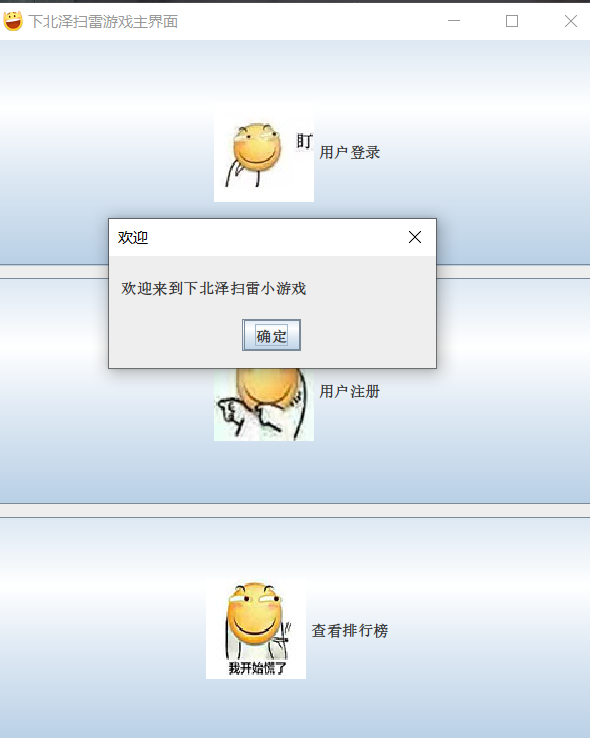 下北泽扫雷游戏主界面
盯
用户登录
欢迎
欢迎来到下北泽扫雷小游戏
确定
用户注册
查看排行榜
我开始慌了